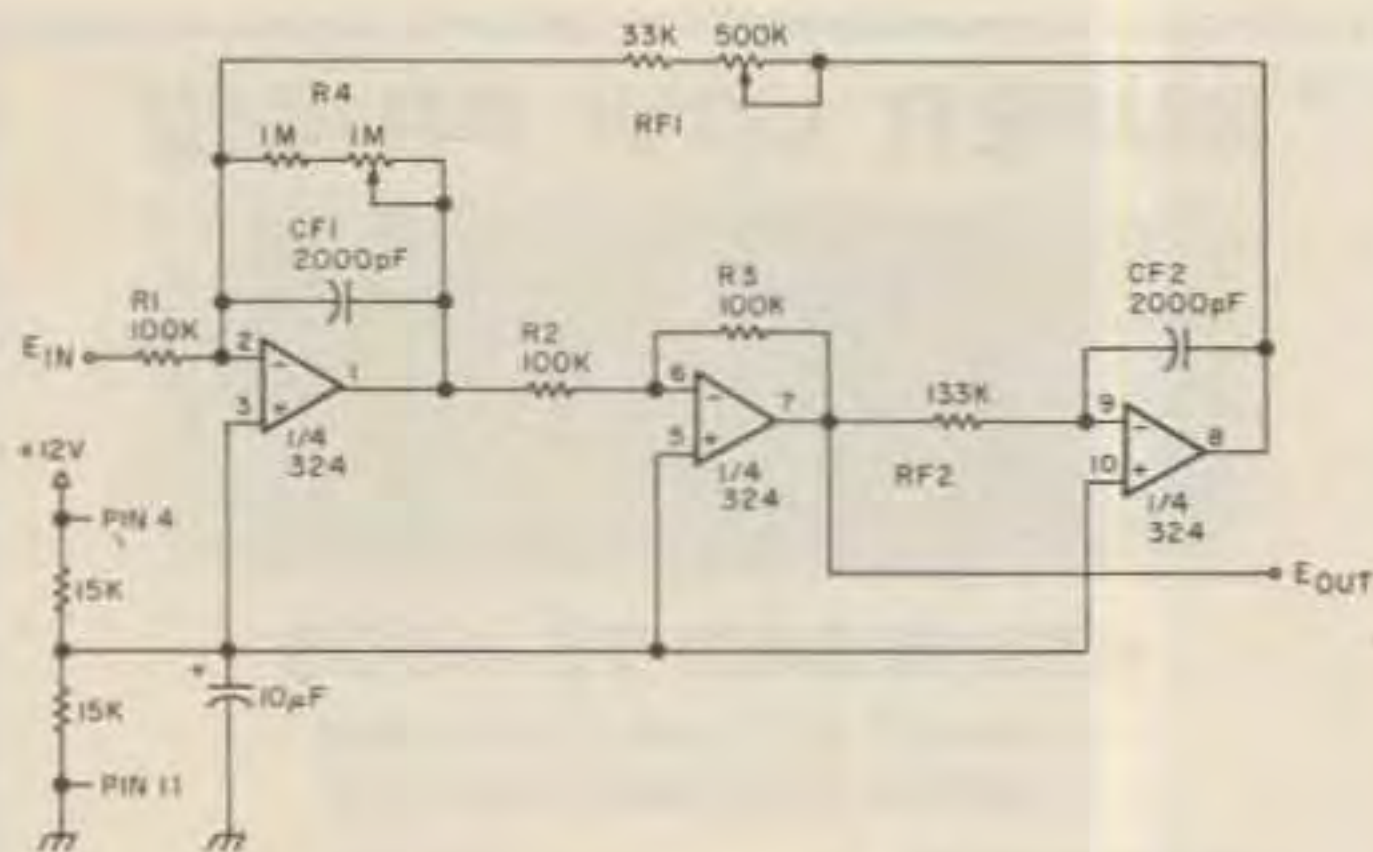 33K 500K
RF1
R4
1M 1M
CF1
2000pF
R1
100K
EIN
2
3
1
1/4
324
R2
100K
R3
100K
6
5
7
1/4
324
133K
RF2
CF2
2000pF
9
10
8
1/4
324
EOUT
+12V
PIN 4
15K
15K
10µF
PIN 11
- + - + - +
+